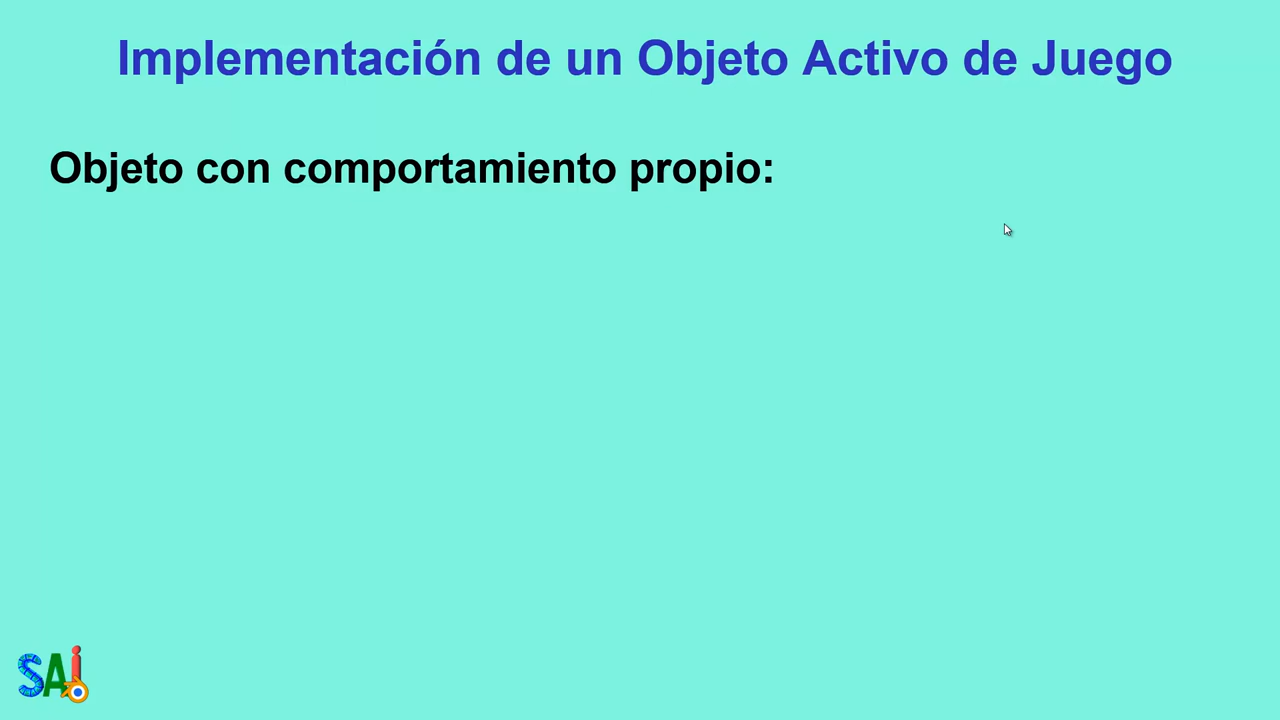 Implementación de un Objeto Activo de Juego
Objeto con comportamiento propio:
SAi